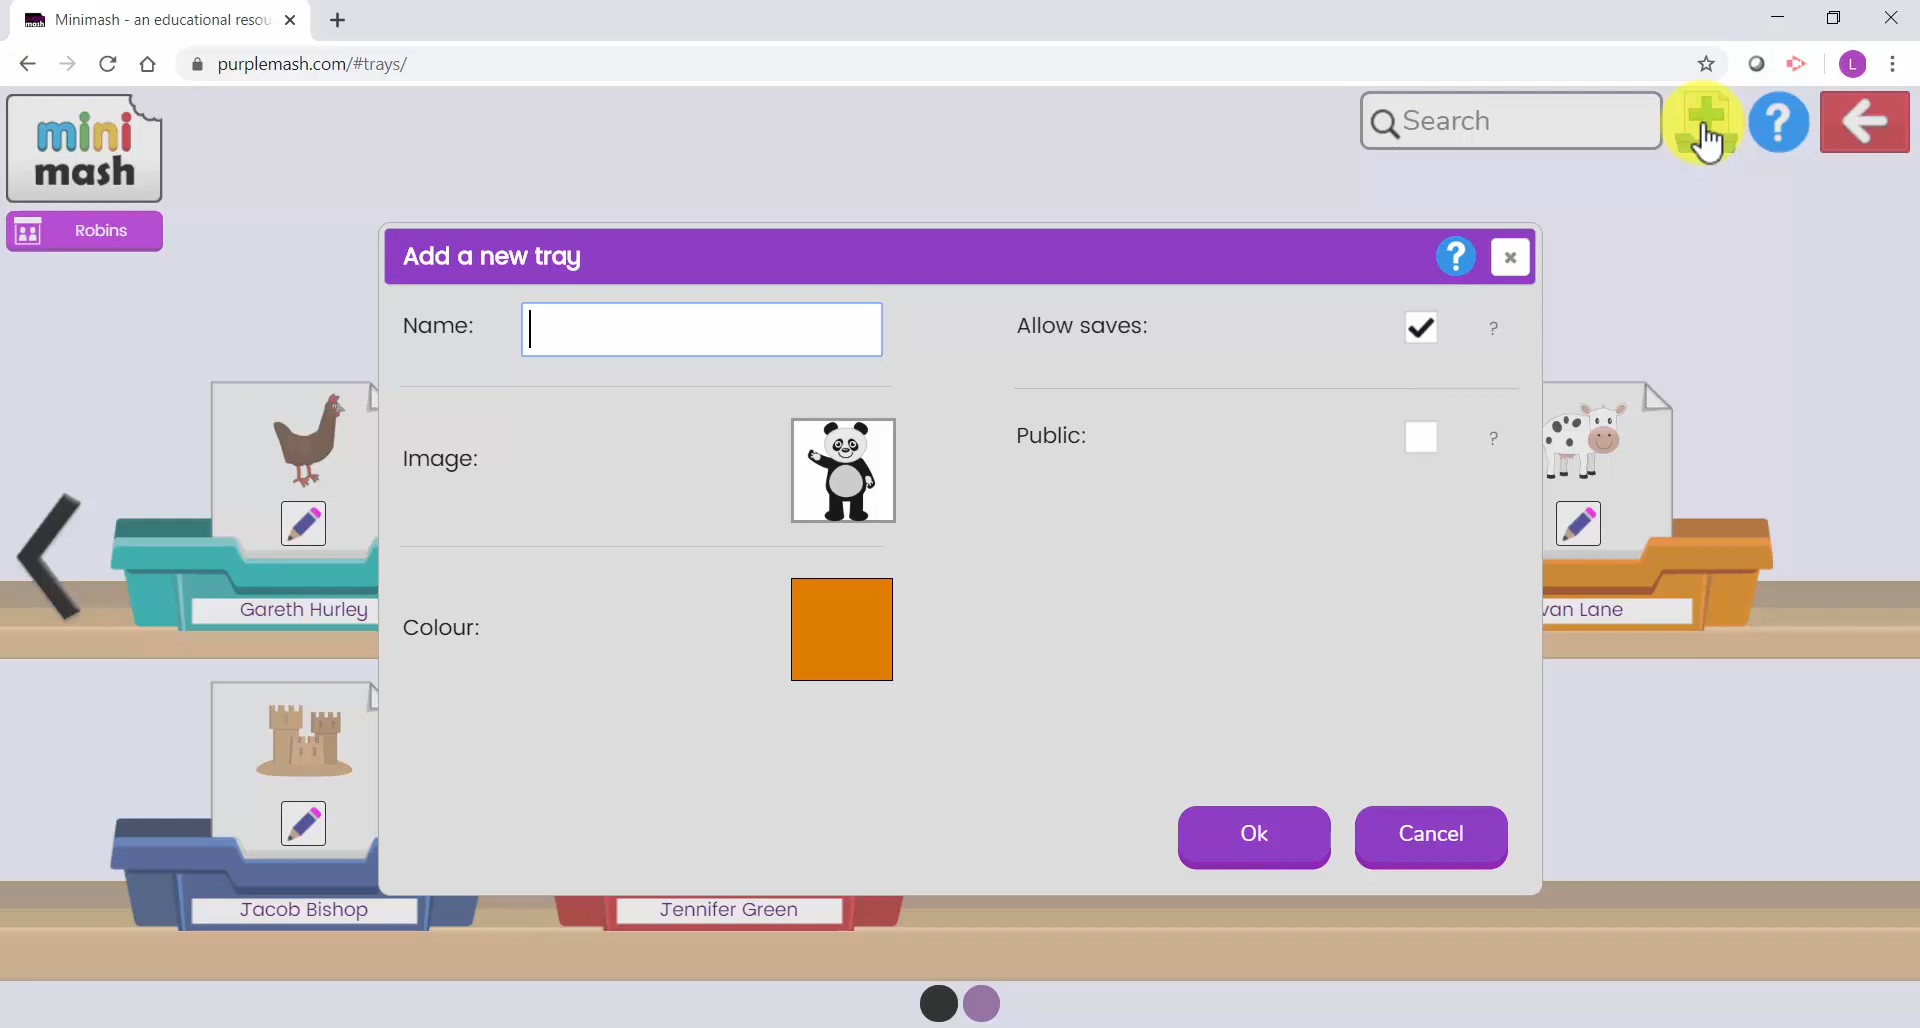 Minimash - an educational resou
purplemash.com/#trays/
L
mini
mash
Search
?
Robins
Add a new tray
?
Name:
Allow saves:
?
Image:
Public:
?
Colour:
Ok
Cancel
Gareth Hurley
van Lane
Jacob Bishop
Jennifer Green